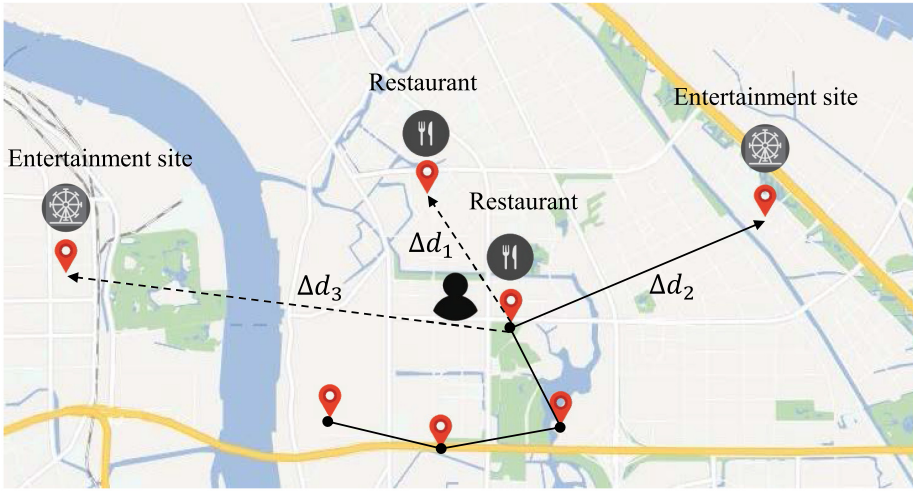 Restaurant
Entertainment site
Entertainment site
Restaurant
Δd₁
Δd₃
Δd₂